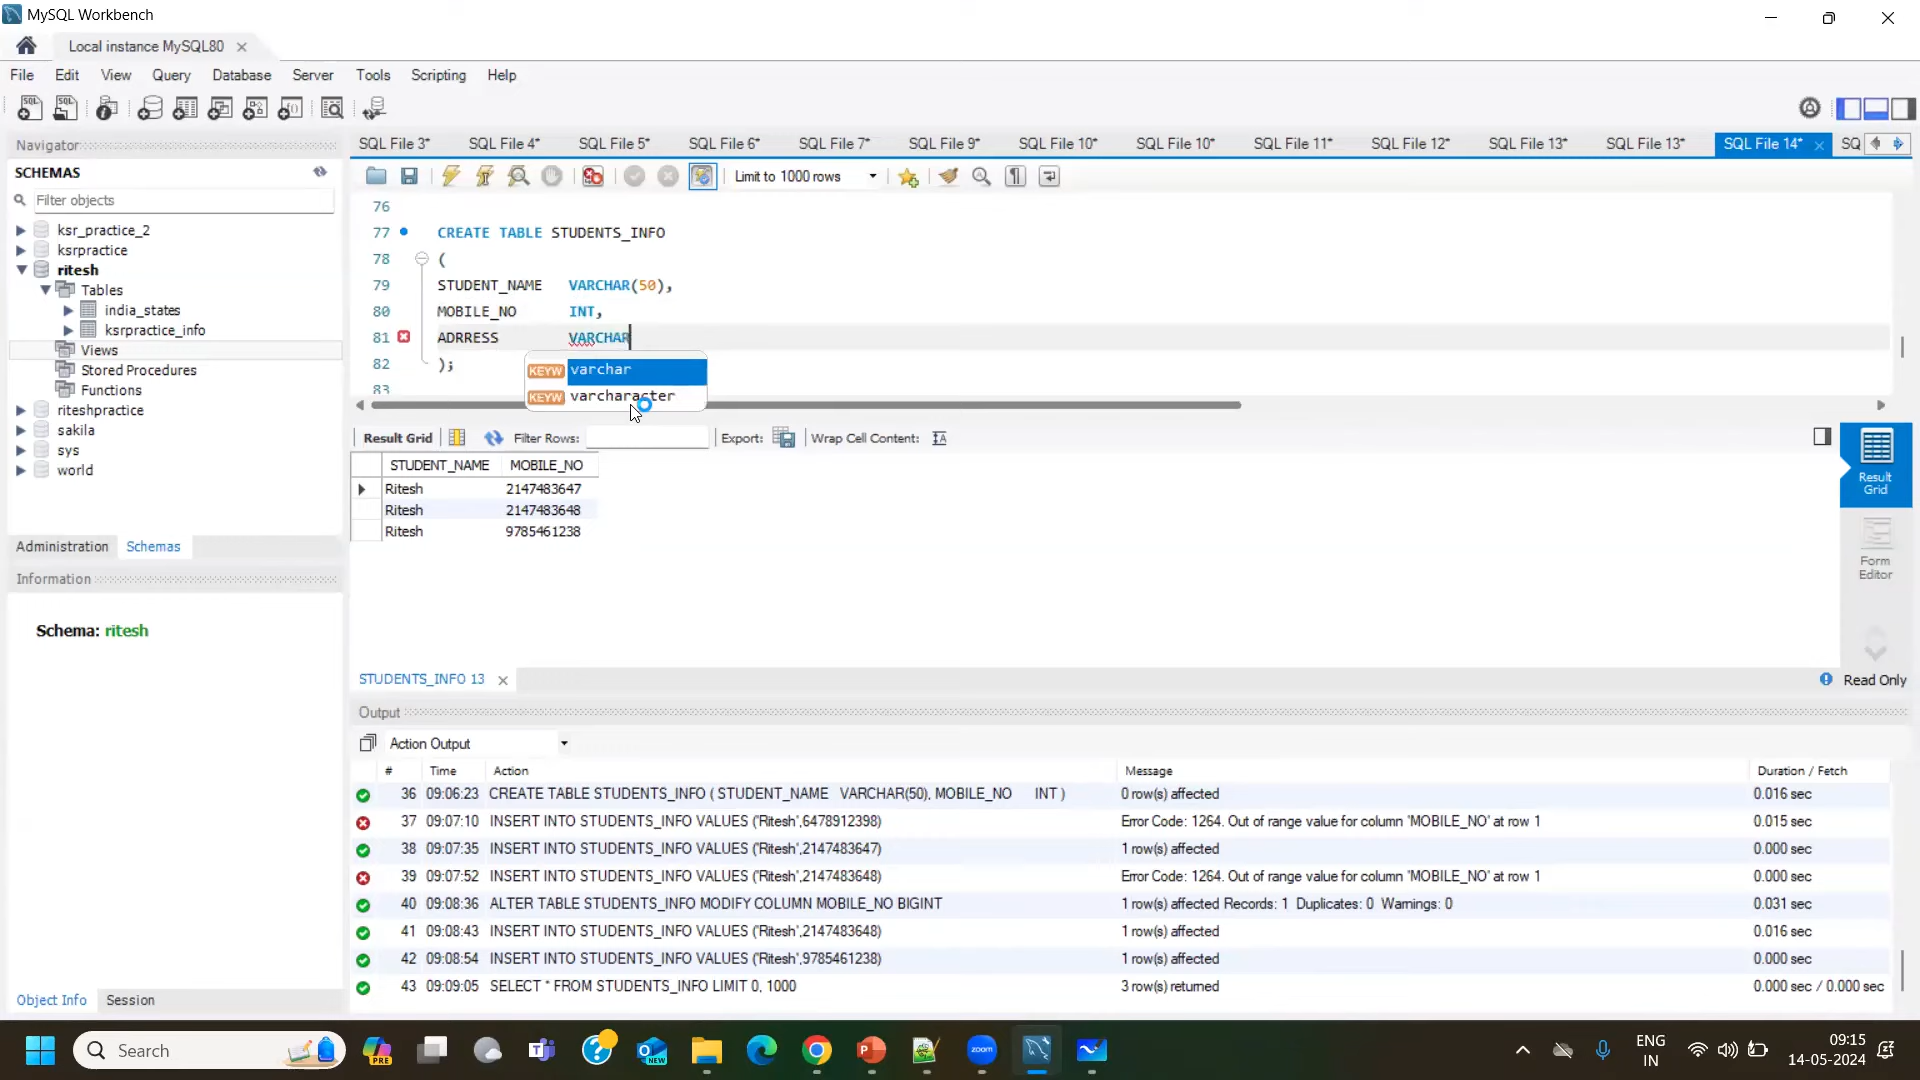 MySQL Workbench
Local instance MySQL80
File Edit View Query Database Server Tools Scripting Help
Navigator
SQL File 3* SQL File 4* SQL File 5* SQL File 6* SQL File 7* SQL File 9* SQL File 10* SQL File 10* SQL File 11* SQL File 12* SQL File 13* SQL File 13* SQL File 14* SQ
SCHEMAS
Limit to 1000 rows
Filter objects
ksr_practice_2
ksrpractice
ritesh
Tables
india_states
ksrpractice_info
Views
Stored Procedures
Functions
riteshpractice
sakila
sys
world
76
77 CREATE TABLE STUDENTS_INFO
78 (
79 STUDENT_NAME VARCHAR(50),
80 MOBILE_NO INT,
81 ADRRESS VARCHAR
82 );
83
KEYW varchar
KEYW varcharacter
Result Grid Filter Rows: Export: Wrap Cell Content:
STUDENT_NAME MOBILE_NO
Ritesh 2147483647
Ritesh 2147483648
Ritesh 9785461238
Result Grid
Form Editor
Administration Schemas
Information
Schema: ritesh
STUDENTS_INFO 13
Read Only
Output
Action Output
# Time Action Message Duration / Fetch
36 09:06:23 CREATE TABLE STUDENTS_INFO ( STUDENT_NAME VARCHAR(50), MOBILE_NO INT ) 0 row(s) affected 0.016 sec
37 09:07:10 INSERT INTO STUDENTS_INFO VALUES ('Ritesh',6478912398) Error Code: 1264. Out of range value for column 'MOBILE_NO' at row 1 0.015 sec
38 09:07:35 INSERT INTO STUDENTS_INFO VALUES ('Ritesh',2147483647) 1 row(s) affected 0.000 sec
39 09:07:52 INSERT INTO STUDENTS_INFO VALUES ('Ritesh',2147483648) Error Code: 1264. Out of range value for column 'MOBILE_NO' at row 1 0.000 sec
40 09:08:36 ALTER TABLE STUDENTS_INFO MODIFY COLUMN MOBILE_NO BIGINT 1 row(s) affected Records: 1 Duplicates: 0 Warnings: 0 0.031 sec
41 09:08:43 INSERT INTO STUDENTS_INFO VALUES ('Ritesh',2147483648) 1 row(s) affected 0.016 sec
42 09:08:54 INSERT INTO STUDENTS_INFO VALUES ('Ritesh',9785461238) 1 row(s) affected 0.000 sec
43 09:09:05 SELECT * FROM STUDENTS_INFO LIMIT 0, 1000 3 row(s) returned 0.000 sec / 0.000 sec
Object Info Session
Search
PRE
NEW
zoom
ENG IN
09:15
14-05-2024